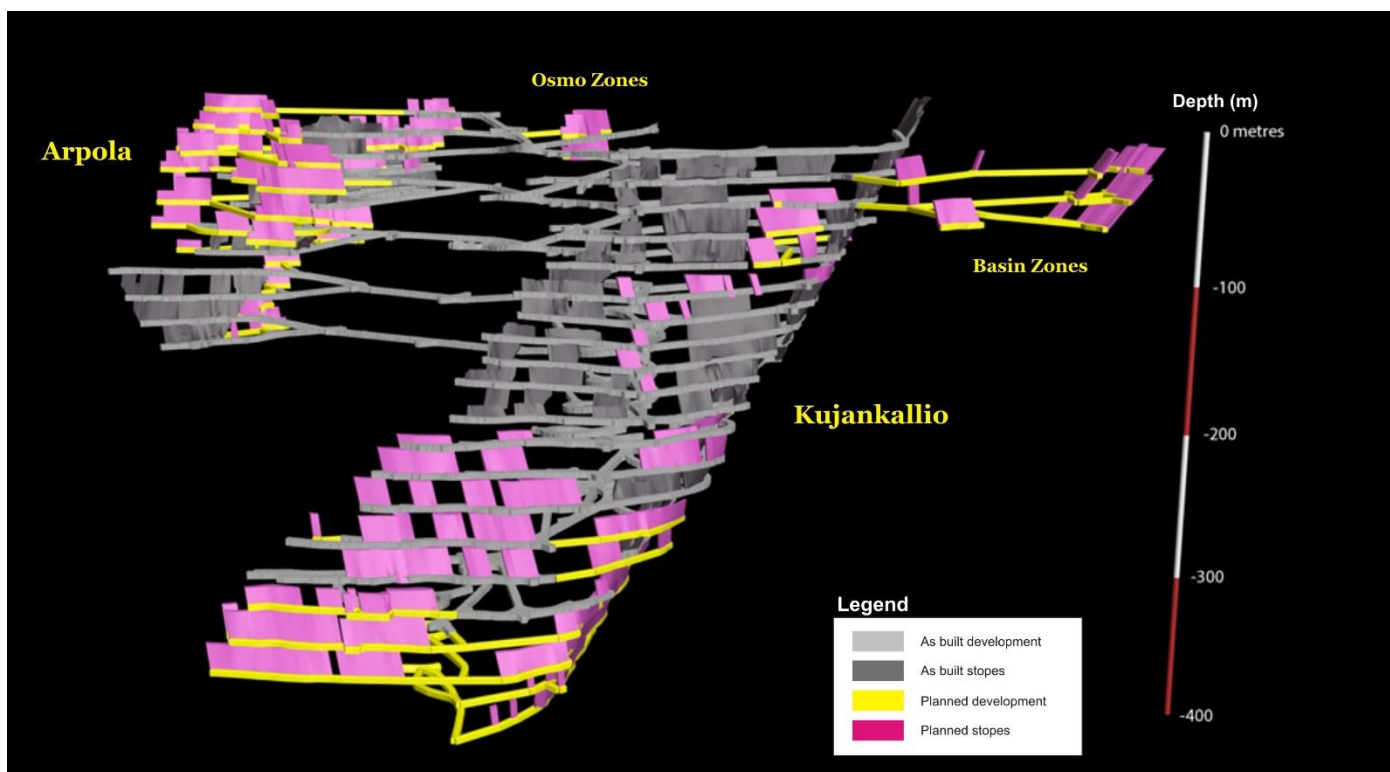 Osmo Zones
Arpola
Depth (m)
0 metres
Basin Zones
-100
Kujankallio
-200
-300
Legend
As built development
As built stopes
Planned development
Planned stopes
-400